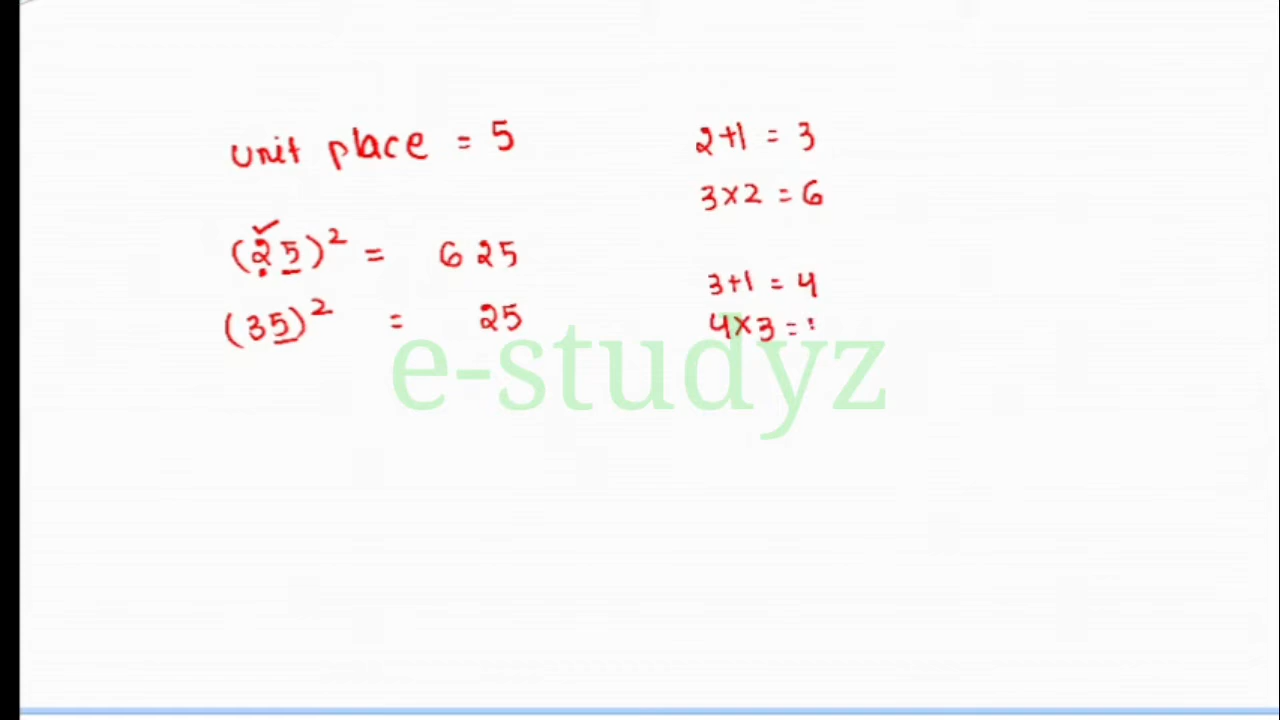 unit place = 5
2+1 = 3
3×2 = 6
(25)² = 625
3+1 = 4
(35)² = 25
4×3 =
e-studyz